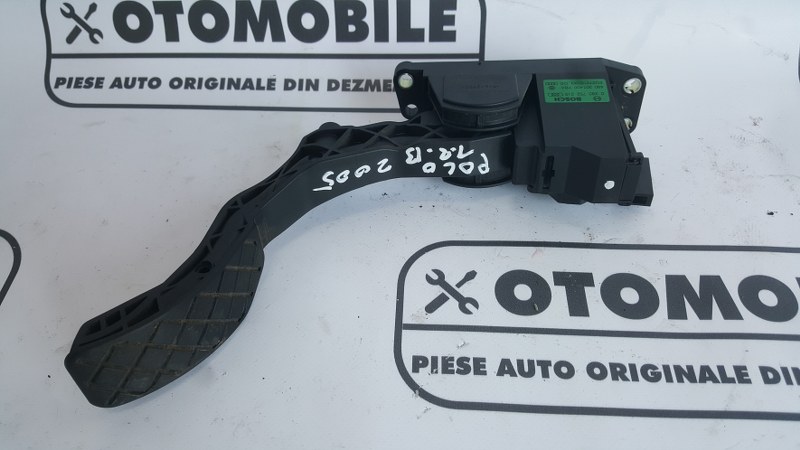 OTOMOBILE
PIESE AUTO ORIGINALE DIN DEZME
BOSCH
POLO
1.2.B
2005
OTOMOBILE
PIESE AUTO ORIGINALE DIN